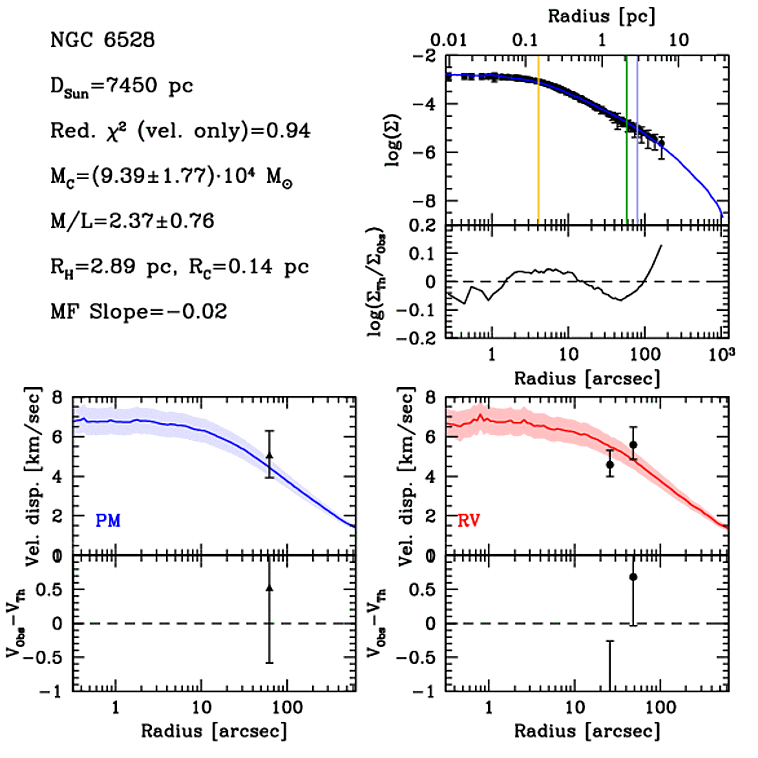 NGC 6528
D_Sun=7450 pc
Red. χ² (vel. only)=0.94
M_C=(9.39±1.77)·10⁴ M_⊙
M/L=2.37±0.76
R_H=2.89 pc, R_C=0.14 pc
MF Slope=−0.02
Radius [pc]
0.01 0.1 1 10
−2
−4
−6
−8
log(Σ)
0.2
0.1
0
−0.1
−0.2
log(Σ_Th/Σ_Obs)
1 10 100 10³
Radius [arcsec]
8
6
4
2
0
Vel. disp. [km/sec]
PM
0.5
0
−0.5
−1
V_Obs−V_Th
1 10 100
Radius [arcsec]
8
6
4
2
0
Vel. disp. [km/sec]
RV
0.5
0
−0.5
−1
V_Obs−V_Th
1 10 100
Radius [arcsec]